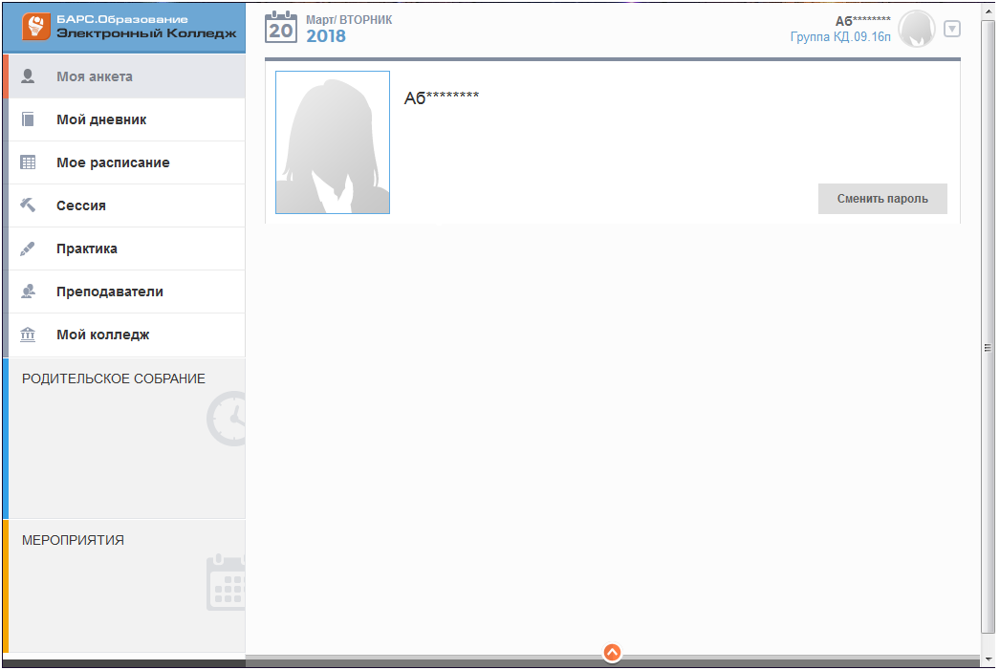 БАРС.Образование
Электронный Колледж
20
Март/ ВТОРНИК
2018
Аб********
Группа КД.09.16п
Моя анкета
Мой дневник
Мое расписание
Сессия
Практика
Преподаватели
Мой колледж
РОДИТЕЛЬСКОЕ СОБРАНИЕ
МЕРОПРИЯТИЯ
Аб********
Сменить пароль